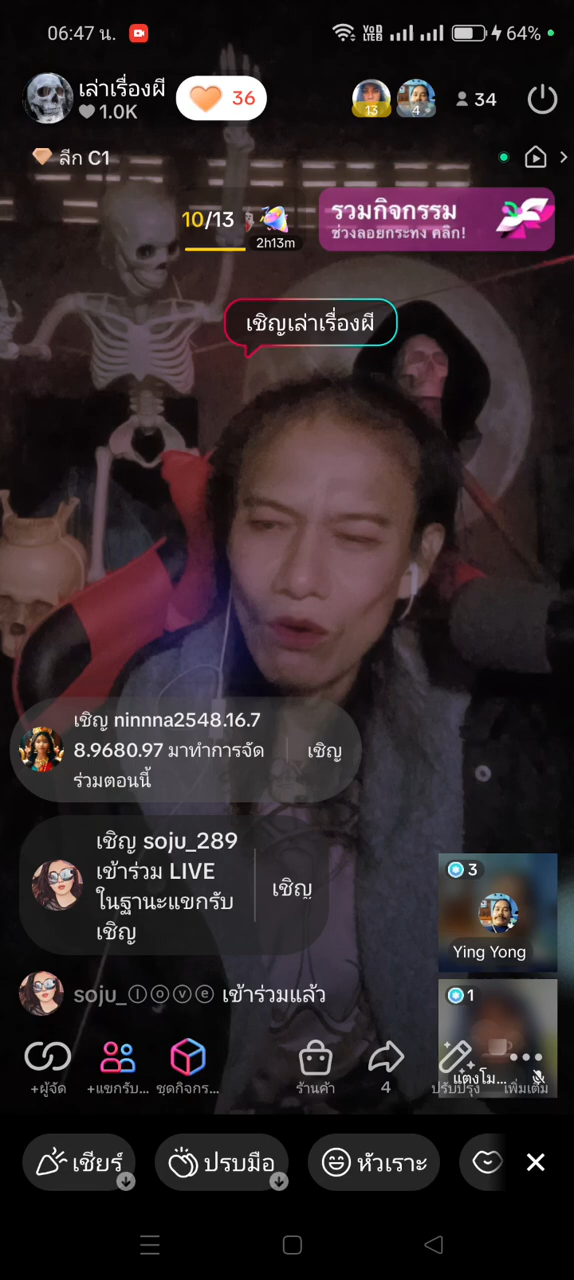 06:47 น.
VoD LTE2
64%
เล่าเรื่องผี
1.0K
36
13
4
34
ลีก C1
10/13
2h13m
รวมกิจกรรม
ช่วงลอยกระทง คลิก!
เชิญเล่าเรื่องผี
เชิญ ninnna2548.16.7
8.9680.97 มาทำการจัด
ร่วมตอนนี้
เชิญ
เชิญ soju_289
เข้าร่วม LIVE
ในฐานะแขกรับ
เชิญ
เชิญ
3
Ying Yong
1
แตงโม...
soju_ⓛⓞⓥⓔ เข้าร่วมแล้ว
+ผู้จัด
+แขกรับ...
ชุดกิจกร...
ร้านค้า
4
ปรับปรุง
เพิ่มเติม
เชียร์
ปรบมือ
หัวเราะ